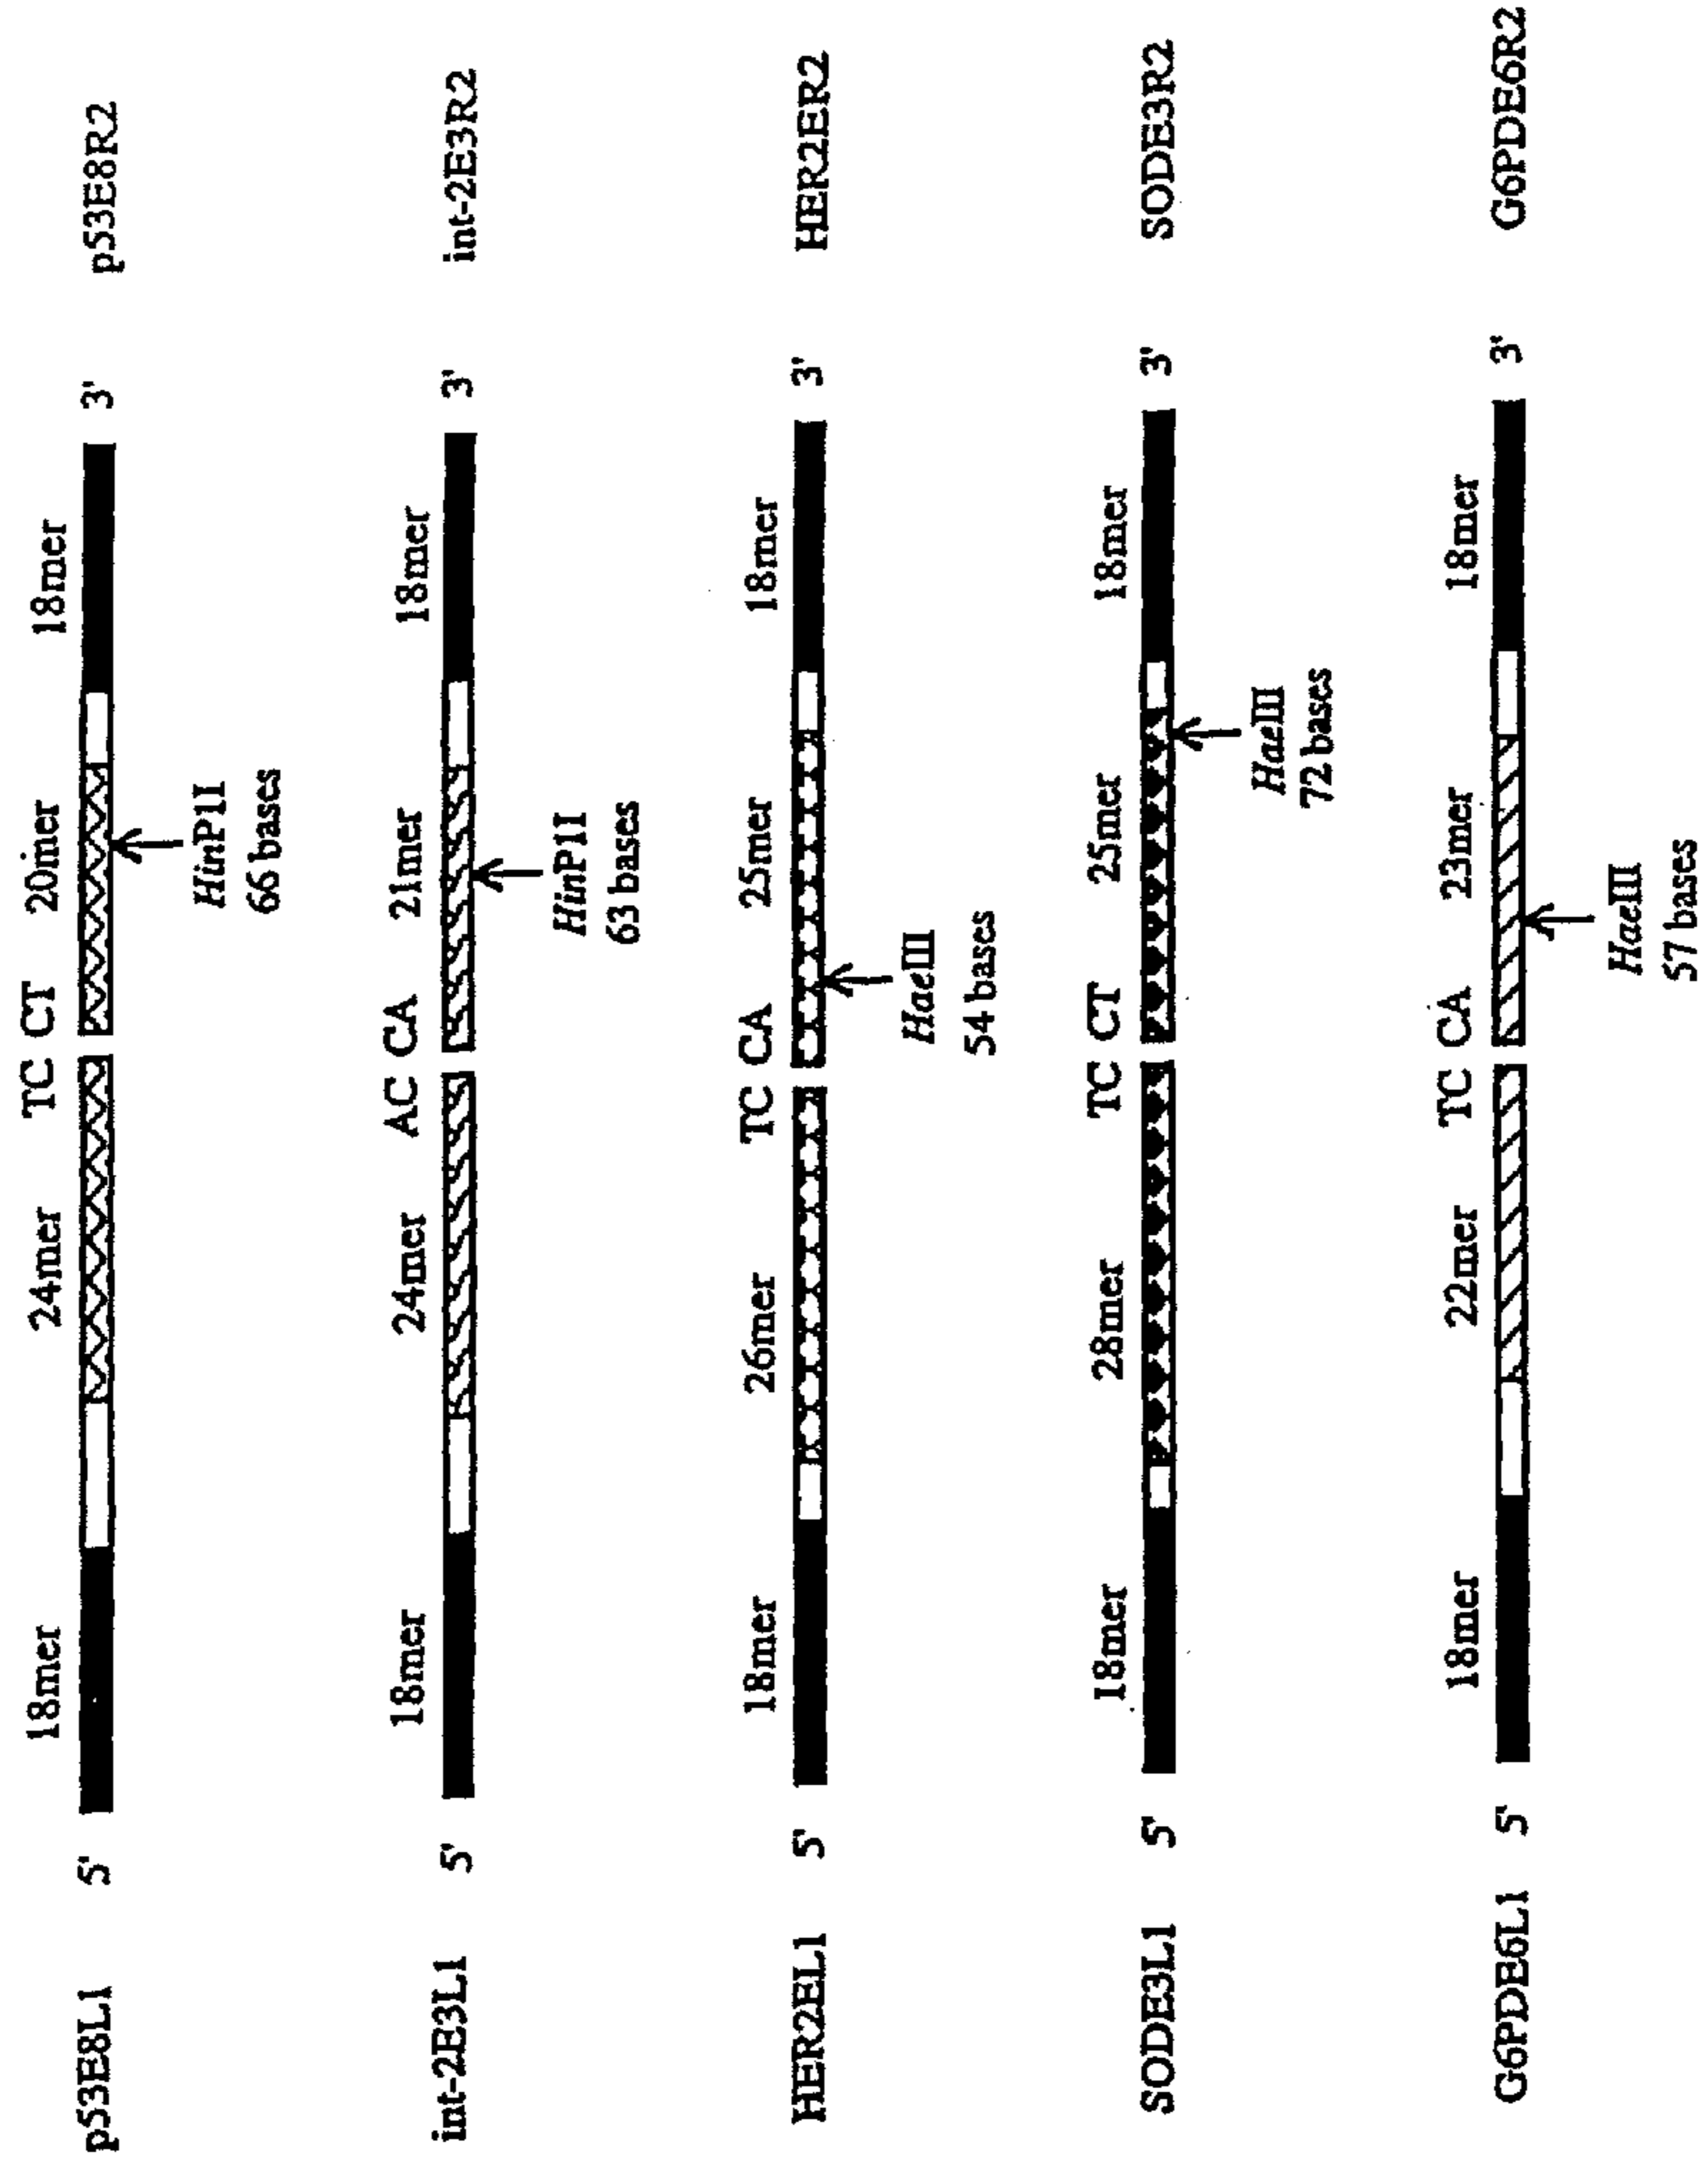 p53E8L1 5' 18mer 24mer TC CT 20mer 18mer 3' p53E8R2
HinP1I
66 bases
int-2E3L1 5' 18mer 24mer AC CA 21mer 18mer 3' int-2E3R2
HinP1I
63 bases
HER2EL1 5' 18mer 26mer TC CA 25mer 18mer 3' HER2ER2
HaeIII
54 bases
SODE3L1 5' 18mer 28mer TC CT 25mer 18mer 3' SODE3R2
HaeIII
72 bases
G6PDE6L1 5' 18mer 22mer TC CA 23mer 18mer 3' G6PDE6R2
HaeIII
57 bases